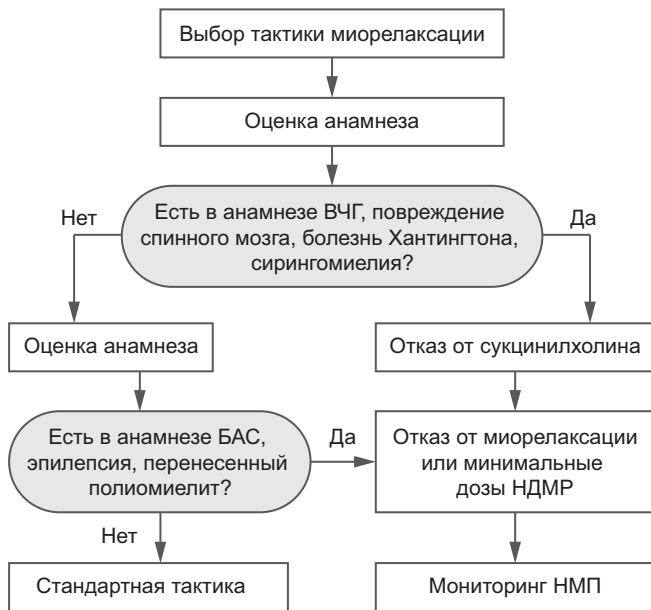 Выбор тактики миорелаксации
Оценка анамнеза
Нет
Есть в анамнезе ВЧГ, повреждение
спинного мозга, болезнь Хантингтона,
сирингомиелия?
Да
Оценка анамнеза
Отказ от сукцинилхолина
Есть в анамнезе БАС,
эпилепсия, перенесенный
полиомиелит?
Да
Отказ от миорелаксации
или минимальные
дозы НДМР
Нет
Стандартная тактика
Мониторинг НМП